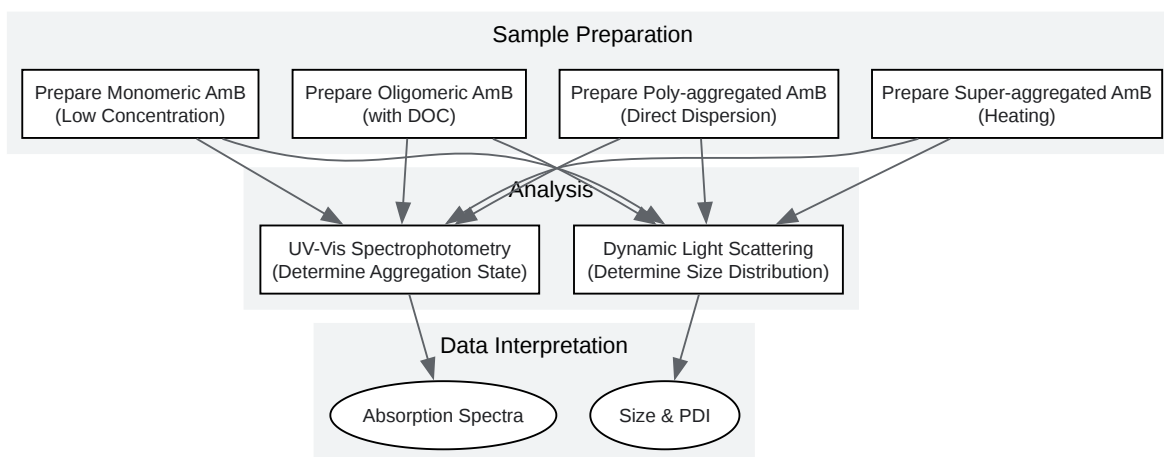 Sample Preparation
Prepare Monomeric AmB
(Low Concentration)
Prepare Oligomeric AmB
(with DOC)
Prepare Poly-aggregated AmB
(Direct Dispersion)
Prepare Super-aggregated AmB
(Heating)
Analysis
UV-Vis Spectrophotometry
(Determine Aggregation State)
Dynamic Light Scattering
(Determine Size Distribution)
Data Interpretation
Absorption Spectra
Size & PDI